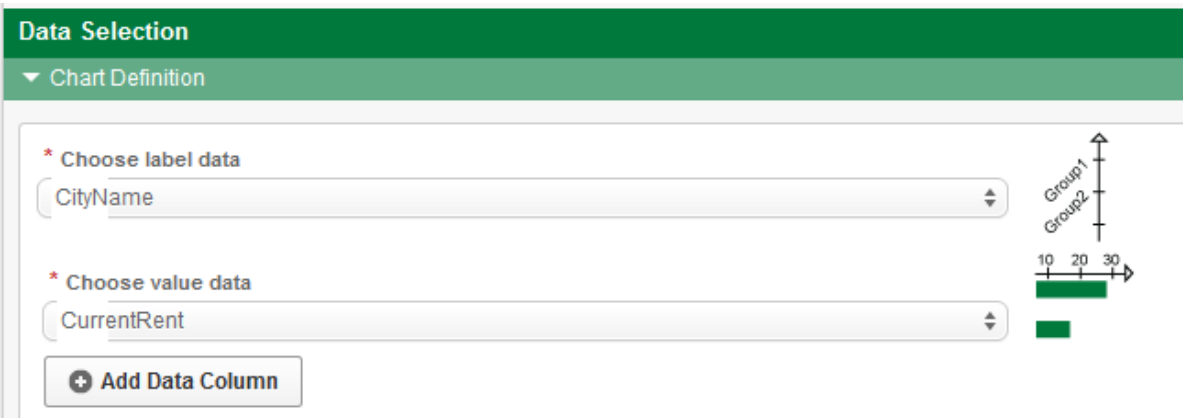 Data Selection
Chart Definition
* Choose label data
CityName
Group1
Group2
* Choose value data
10 20 30
CurrentRent
Add Data Column